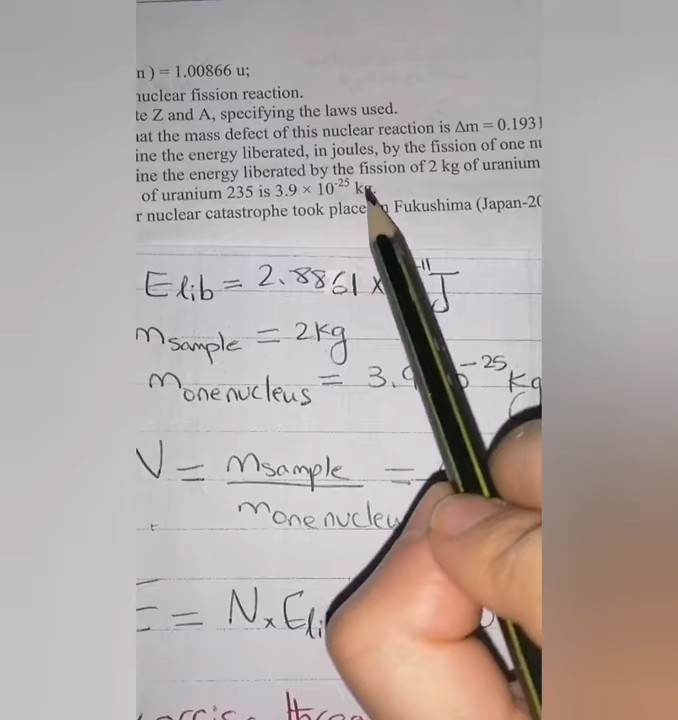 n ) = 1.00866 u;
nuclear fission reaction.
te Z and A, specifying the laws used.
at the mass defect of this nuclear reaction is Δm = 0.1931
ine the energy liberated, in joules, by the fission of one nu
ine the energy liberated by the fission of 2 kg of uranium
of uranium 235 is 3.9 × 10⁻²⁵ kg.
r nuclear catastrophe took place Fukushima (Japan-20
Elib = 2.8861 × ⁻¹¹ J
msample = 2kg
monenucleus = 3.9 ⁻²⁵ kg
N = msample =
monenucleu
= N x Eli